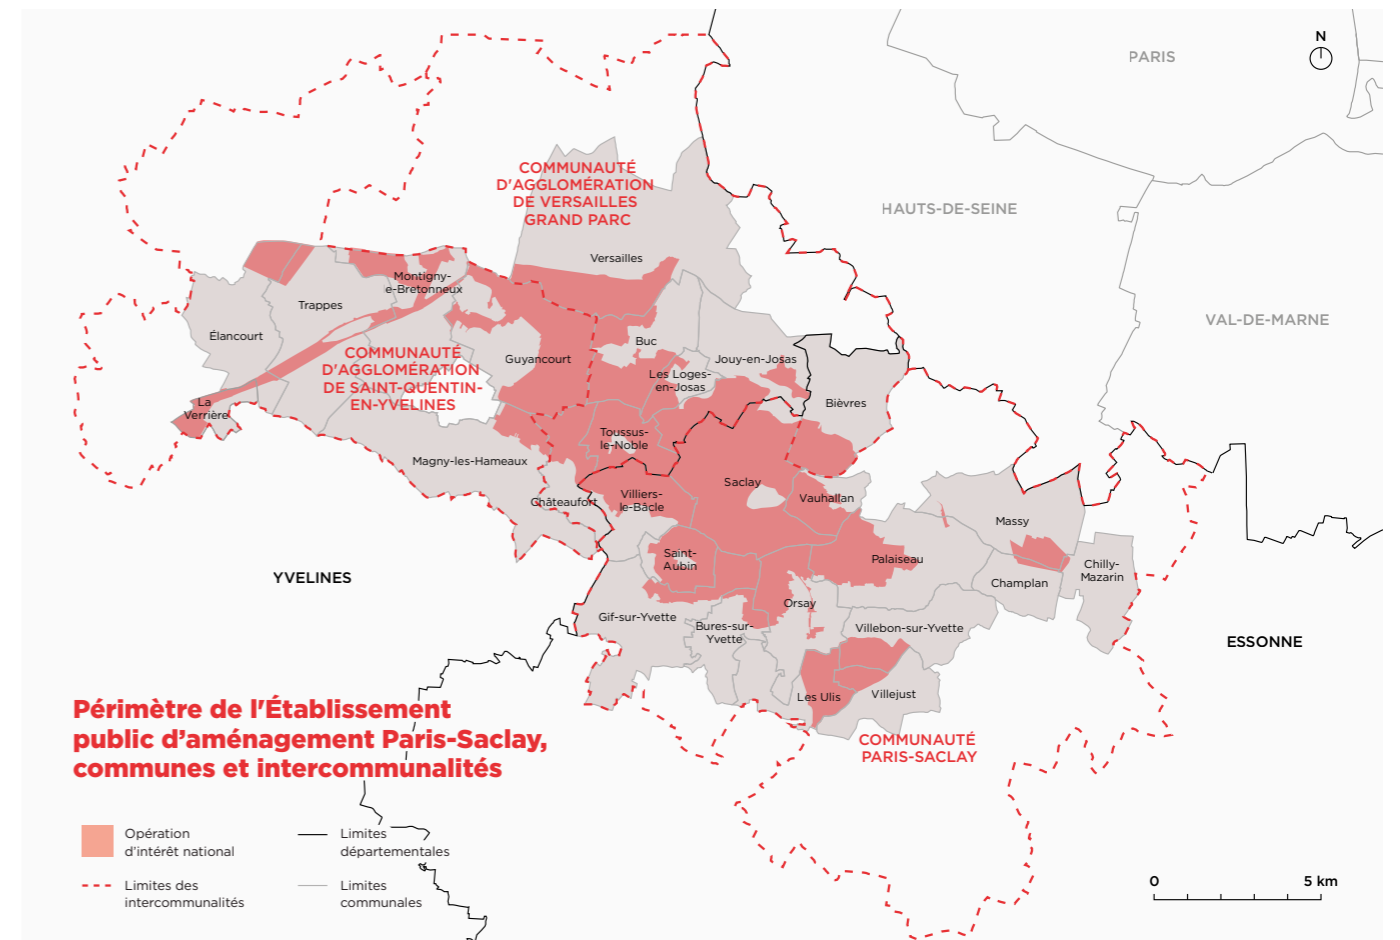 N
PARIS
COMMUNAUTÉ
D'AGGLOMÉRATION
DE VERSAILLES
GRAND PARC
HAUTS-DE-SEINE
Versailles
Montigny-
e-Bretonneux
Trappes
VAL-DE-MARNE
Élancourt
Buc
COMMUNAUTÉ
D'AGGLOMÉRATION
DE SAINT-QUENTIN-
EN-YVELINES
Guyancourt
Jouy-en-Josas
Les Loges-
en-Josas
La
Verrière
Bièvres
Toussus-
le-Noble
Magny-les-Hameaux
Saclay
Châteaufort
Villiers-
le-Bâcle
Vauhallan
Massy
Saint-
Aubin
Palaiseau
Chilly-
Mazarin
Champlan
YVELINES
Orsay
Gif-sur-Yvette
Bures-sur-
Yvette
Villebon-sur-Yvette
ESSONNE
Les Ulis
Villejust
COMMUNAUTÉ
PARIS-SACLAY
Périmètre de l'Établissement
public d’aménagement Paris-Saclay,
communes et intercommunalités
Opération
d’intérêt national
Limites
départementales
Limites des
intercommunalités
Limites
communales
0 5 km